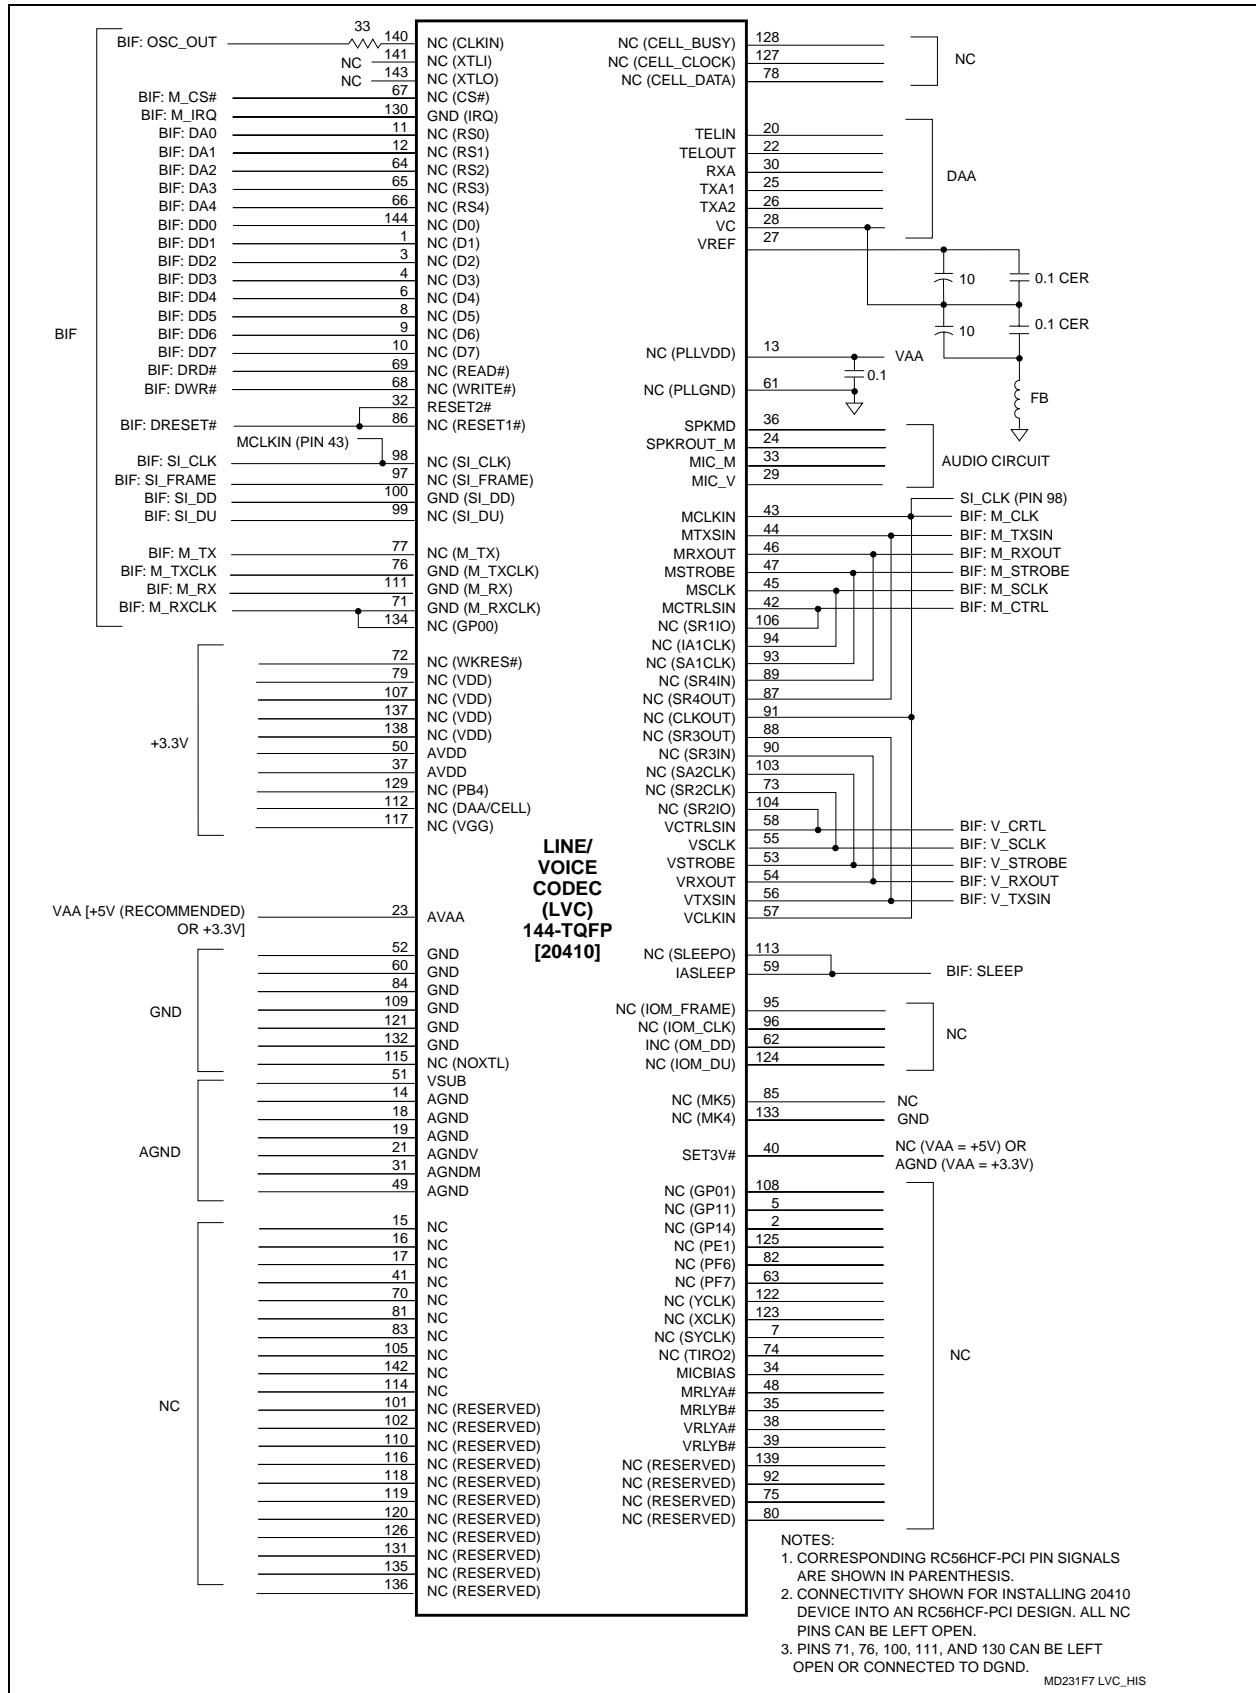 33
BIF: OSC_OUT 140 NC (CLKIN)
NC 141 NC (XTLI)
NC 143 NC (XTLO)
BIF: M_CS# 67 NC (CS#)
BIF: M_IRQ 130 GND (IRQ)
BIF: DA0 11 NC (RS0)
BIF: DA1 12 NC (RS1)
BIF: DA2 64 NC (RS2)
BIF: DA3 65 NC (RS3)
BIF: DA4 66 NC (RS4)
BIF: DD0 144 NC (D0)
BIF: DD1 1 NC (D1)
BIF: DD2 3 NC (D2)
BIF: DD3 4 NC (D3)
BIF: DD4 6 NC (D4)
BIF: DD5 8 NC (D5)
BIF: DD6 9 NC (D6)
BIF: DD7 10 NC (D7)
BIF: DRD# 69 NC (READ#)
BIF: DWR# 68 NC (WRITE#)
32 RESET2#
BIF: DRESET# 86 NC (RESET1#)
MCLKIN (PIN 43)
BIF: SI_CLK 98 NC (SI_CLK)
BIF: SI_FRAME 97 NC (SI_FRAME)
BIF: SI_DD 100 GND (SI_DD)
BIF: SI_DU 99 NC (SI_DU)
BIF: M_TX 77 NC (M_TX)
BIF: M_TXCLK 76 GND (M_TXCLK)
BIF: M_RX 111 GND (M_RX)
BIF: M_RXCLK 71 GND (M_RXCLK)
134 NC (GP00)
BIF
72 NC (WKRES#)
79 NC (VDD)
107 NC (VDD)
137 NC (VDD)
138 NC (VDD)
50 AVDD
37 AVDD
129 NC (PB4)
112 NC (DAA/CELL)
117 NC (VGG)
+3.3V
VAA [+5V (RECOMMENDED) 23 AVAA
OR +3.3V]
52 GND
60 GND
84 GND
109 GND
121 GND
132 GND
115 NC (NOXTL)
GND
51 VSUB
14 AGND
18 AGND
19 AGND
21 AGNDV
31 AGNDM
49 AGND
AGND
15 NC
16 NC
17 NC
41 NC
70 NC
81 NC
83 NC
105 NC
142 NC
114 NC
101 NC (RESERVED)
102 NC (RESERVED)
110 NC (RESERVED)
116 NC (RESERVED)
118 NC (RESERVED)
119 NC (RESERVED)
120 NC (RESERVED)
126 NC (RESERVED)
131 NC (RESERVED)
135 NC (RESERVED)
136 NC (RESERVED)
NC
LINE/
VOICE
CODEC
(LVC)
144-TQFP
[20410]
NC (CELL_BUSY) 128
NC (CELL_CLOCK) 127
NC (CELL_DATA) 78
NC
TELIN 20
TELOUT 22
RXA 30
TXA1 25
TXA2 26
VC 28
VREF 27
DAA
10
0.1 CER
10
0.1 CER
FB
NC (PLLVDD) 13 VAA
0.1
NC (PLLGND) 61
SPKMD 36
SPKROUT_M 24
MIC_M 33
MIC_V 29
AUDIO CIRCUIT
SI_CLK (PIN 98)
MCLKIN 43 BIF: M_CLK
MTXSIN 44 BIF: M_TXSIN
MRXOUT 46 BIF: M_RXOUT
MSTROBE 47 BIF: M_STROBE
MSCLK 45 BIF: M_SCLK
MCTRLSIN 42 BIF: M_CTRL
NC (SR1IO) 106
NC (IA1CLK) 94
NC (SA1CLK) 93
NC (SR4IN) 89
NC (SR4OUT) 87
NC (CLKOUT) 91
NC (SR3OUT) 88
NC (SR3IN) 90
NC (SA2CLK) 103
NC (SR2CLK) 73
NC (SR2IO) 104
VCTRLSIN 58 BIF: V_CRTL
VSCLK 55 BIF: V_SCLK
VSTROBE 53 BIF: V_STROBE
VRXOUT 54 BIF: V_RXOUT
VTXSIN 56 BIF: V_TXSIN
VCLKIN 57
NC (SLEEPO) 113
IASLEEP 59 BIF: SLEEP
NC (IOM_FRAME) 95
NC (IOM_CLK) 96
INC (OM_DD) 62
NC (IOM_DU) 124
NC
NC (MK5) 85 NC
NC (MK4) 133 GND
SET3V# 40 NC (VAA = +5V) OR
AGND (VAA = +3.3V)
NC (GP01) 108
NC (GP11) 5
NC (GP14) 2
NC (PE1) 125
NC (PF6) 82
NC (PF7) 63
NC (YCLK) 122
NC (XCLK) 123
NC (SYCLK) 7
NC (TIRO2) 74
MICBIAS 34
MRLYA# 48
MRLYB# 35
VRLYA# 38
VRLYB# 39
NC (RESERVED) 139
NC (RESERVED) 92
NC (RESERVED) 75
NC (RESERVED) 80
NC
NOTES:
1. CORRESPONDING RC56HCF-PCI PIN SIGNALS
ARE SHOWN IN PARENTHESIS.
2. CONNECTIVITY SHOWN FOR INSTALLING 20410
DEVICE INTO AN RC56HCF-PCI DESIGN. ALL NC
PINS CAN BE LEFT OPEN.
3. PINS 71, 76, 100, 111, AND 130 CAN BE LEFT
OPEN OR CONNECTED TO DGND.
MD231F7 LVC_HIS